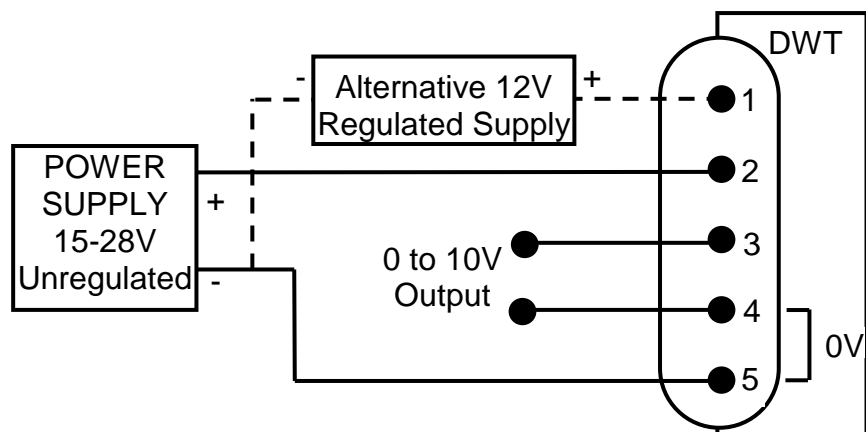 DWT
- Alternative 12V +
Regulated Supply
1
POWER
SUPPLY
15-28V
Unregulated
+
-
2
0 to 10V
Output
3
4
5
0V